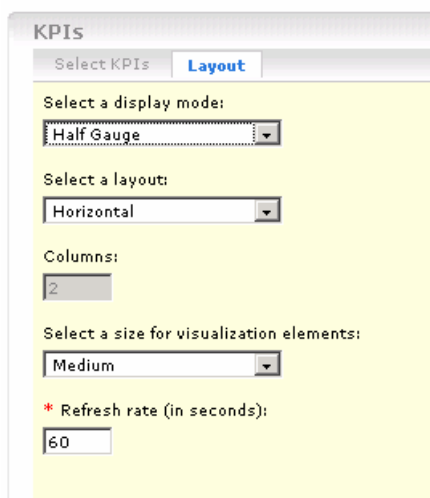 KPIs
Select KPIs Layout
Select a display mode:
Half Gauge
Select a layout:
Horizontal
Columns:
2
Select a size for visualization elements:
Medium
* Refresh rate (in seconds):
60